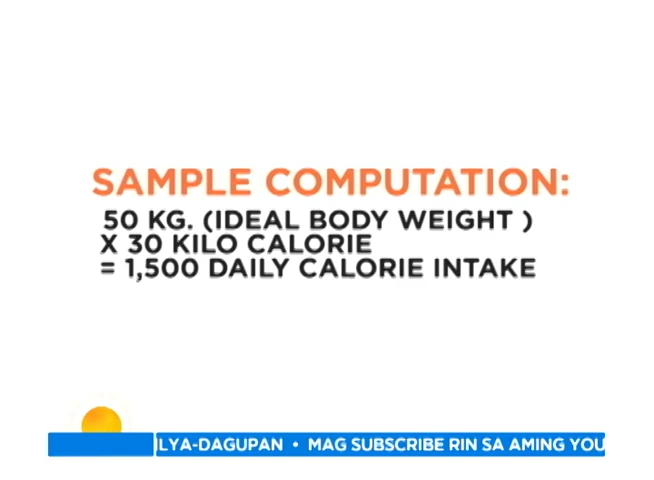 SAMPLE COMPUTATION:
50 KG. (IDEAL BODY WEIGHT )
X 30 KILO CALORIE
= 1,500 DAILY CALORIE INTAKE
LYA-DAGUPAN • MAG SUBSCRIBE RIN SA AMING YOU